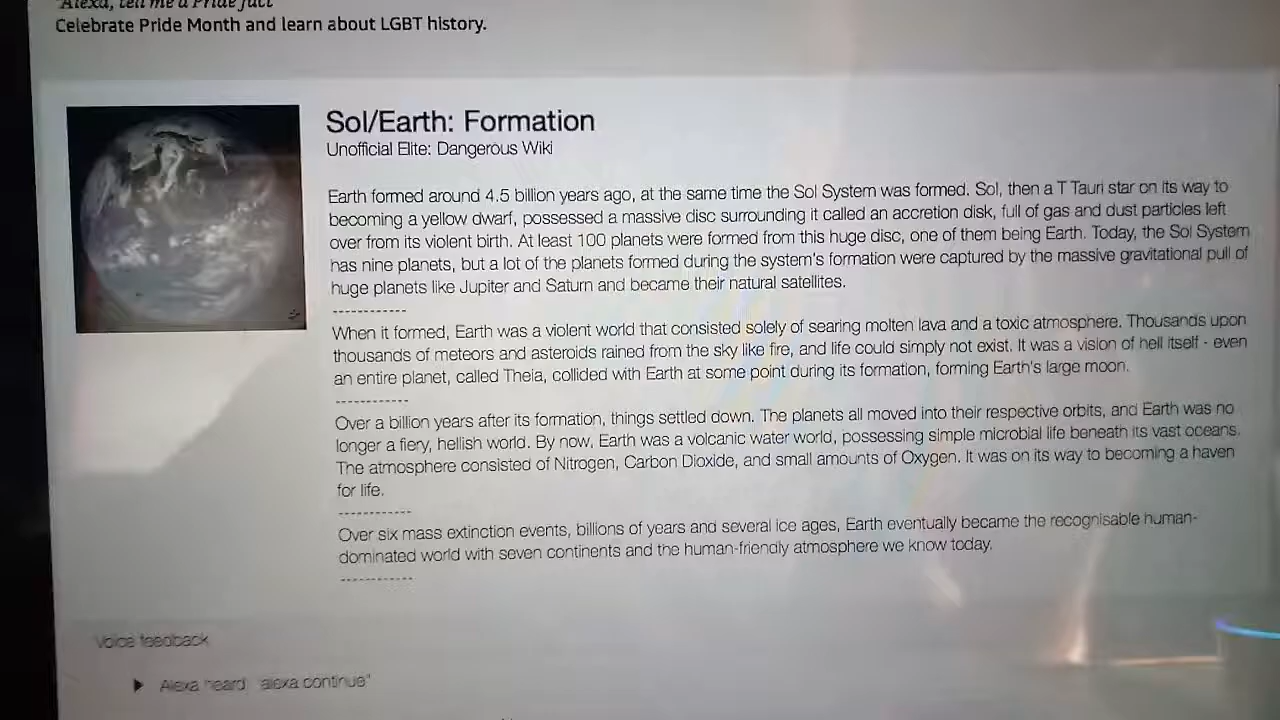 "Alexa, tell me a Pride fact"
Celebrate Pride Month and learn about LGBT history.
Sol/Earth: Formation
Unofficial Elite: Dangerous Wiki
Earth formed around 4.5 billion years ago, at the same time the Sol System was formed. Sol, then a T Tauri star on its way to
becoming a yellow dwarf, possessed a massive disc surrounding it called an accretion disk, full of gas and dust particles left
over from its violent birth. At least 100 planets were formed from this huge disc, one of them being Earth. Today, the Sol System
has nine planets, but a lot of the planets formed during the system's formation were captured by the massive gravitational pull of
huge planets like Jupiter and Saturn and became their natural satellites.
------------
When it formed, Earth was a violent world that consisted solely of searing molten lava and a toxic atmosphere. Thousands upon
thousands of meteors and asteroids rained from the sky like fire, and life could simply not exist. It was a vision of hell itself - even
an entire planet, called Theia, collided with Earth at some point during its formation, forming Earth's large moon.
------------
Over a billion years after its formation, things settled down. The planets all moved into their respective orbits, and Earth was no
longer a fiery, hellish world. By now, Earth was a volcanic water world, possessing simple microbial life beneath its vast oceans.
The atmosphere consisted of Nitrogen, Carbon Dioxide, and small amounts of Oxygen. It was on its way to becoming a haven
for life.
------------
Over six mass extinction events, billions of years and several ice ages, Earth eventually became the recognisable human-
dominated world with seven continents and the human-friendly atmosphere we know today.
------------
Voice feedback
Alexa heard: "alexa continue"